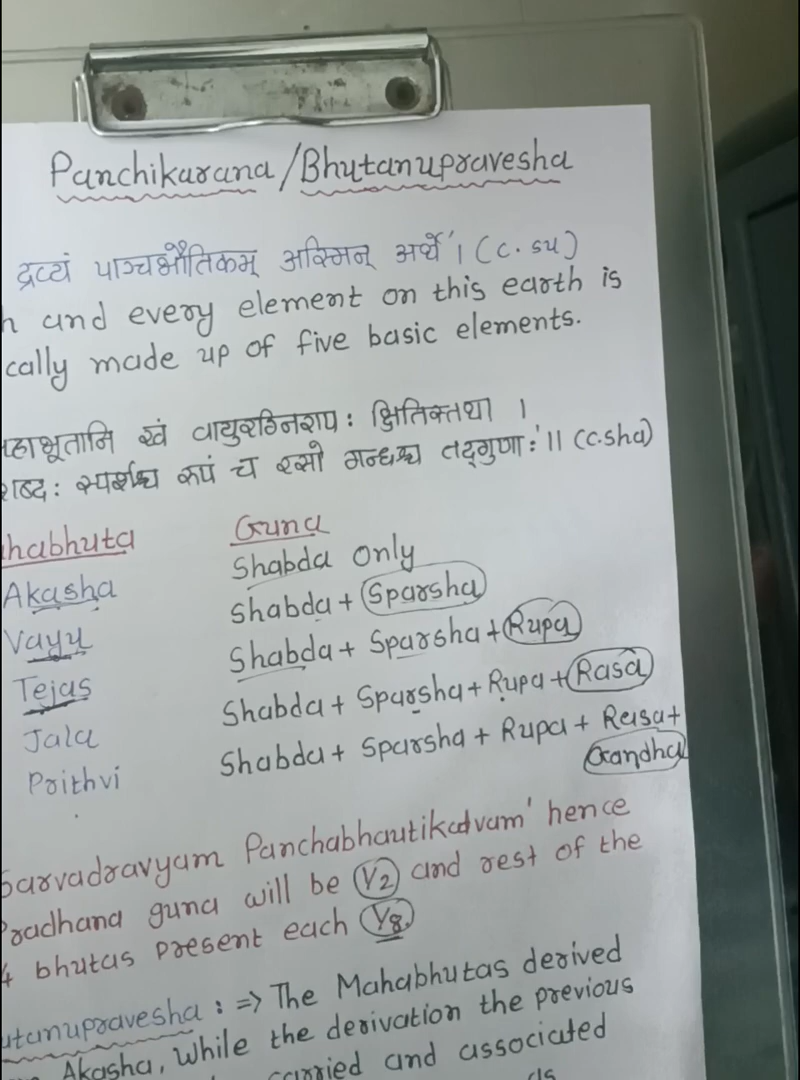 Panchikarana/Bhutanupravesha
द्रव्यं पाञ्चभौतिकम् अस्मिन् अर्थे'। (c.su)
and every element on this earth is
cally made up of five basic elements.
हाभूतानि खं वायुरग्निरापः क्षितिस्तथा ।
शब्दः स्पर्शश्च रूपं च रसो गन्धश्च तद्‌गुणाः'।। (c.sha)
habhuta Guna
Akasha Shabda only
Vayu Shabda + Sparsha
Tejas Shabda + Sparsha + Rupa
Jala Shabda + Sparsha + Rupa + Rasa
Prithvi Shabda + Sparsha + Rupa + Rasa +
Gandha
Sarvadravyam Panchabhautikatvam' hence
Pradhana guna will be 1/2 and rest of the
4 bhutas present each 1/8.
utanupravesha : => The Mahabhutas derived
Akasha, While the derivation the previous
carried and associated